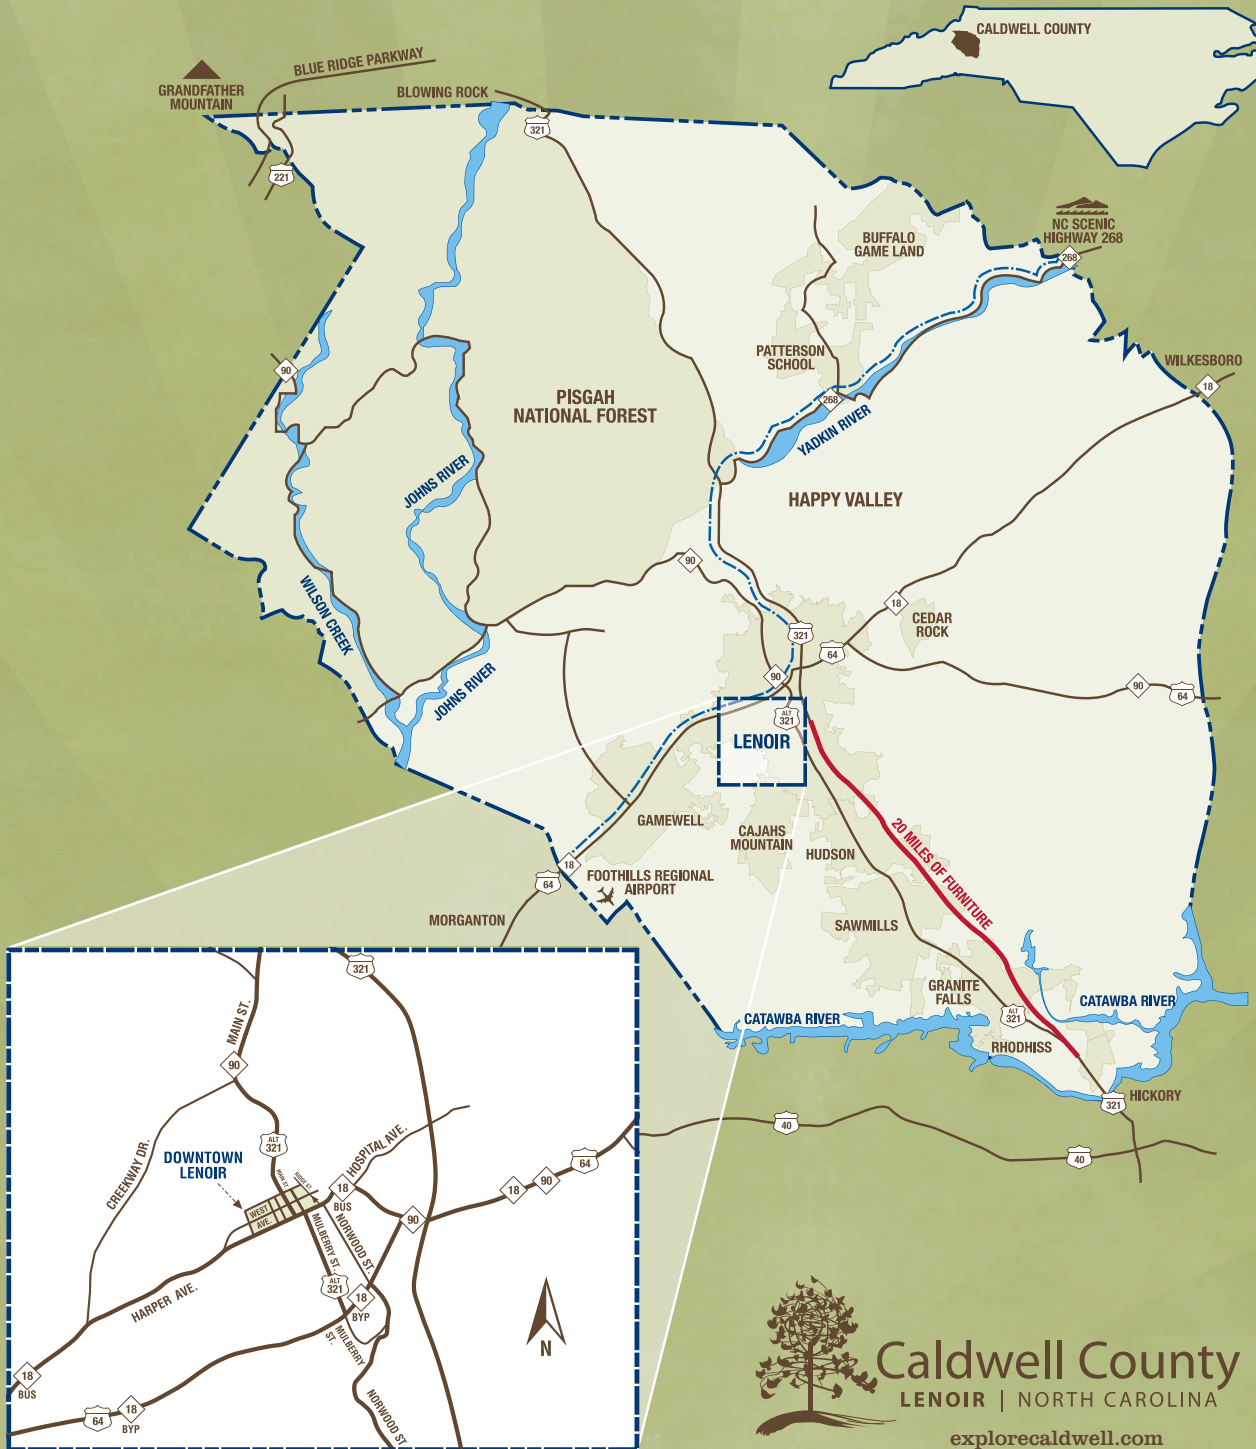 CALDWELL COUNTY
BLUE RIDGE PARKWAY
GRANDFATHER
MOUNTAIN
BLOWING ROCK
321
221
NC SCENIC
HIGHWAY 268
268
BUFFALO
GAME LAND
PATTERSON
SCHOOL
268
YADKIN RIVER
WILKESBORO
18
90
PISGAH
NATIONAL FOREST
JOHNS RIVER
HAPPY VALLEY
90
WILSON CREEK
18
CEDAR
ROCK
321
64
90
90
64
JOHNS RIVER
ALT
321
LENOIR
GAMEWELL
CAJAHS
MOUNTAIN
HUDSON
20 MILES OF FURNITURE
18
64
FOOTHILLS REGIONAL
AIRPORT
MORGANTON
SAWMILLS
GRANITE
FALLS
CATAWBA RIVER
CATAWBA RIVER
ALT
321
RHODHISS
HICKORY
321
40
40
321
MAIN ST.
90
ALT
321
CREEKWAY DR.
DOWNTOWN
LENOIR
HOSPITAL AVE.
64
MAIN ST.
RIDGE ST.
18
BUS
18
90
WEST
AVE.
90
MULBERRY ST.
NORWOOD ST.
ALT
321
18
BYP
HARPER AVE.
MULBERRY
ST.
N
18
BUS
64
18
BYP
NORWOOD ST
Caldwell County
LENOIR | NORTH CAROLINA
explorecaldwell.com